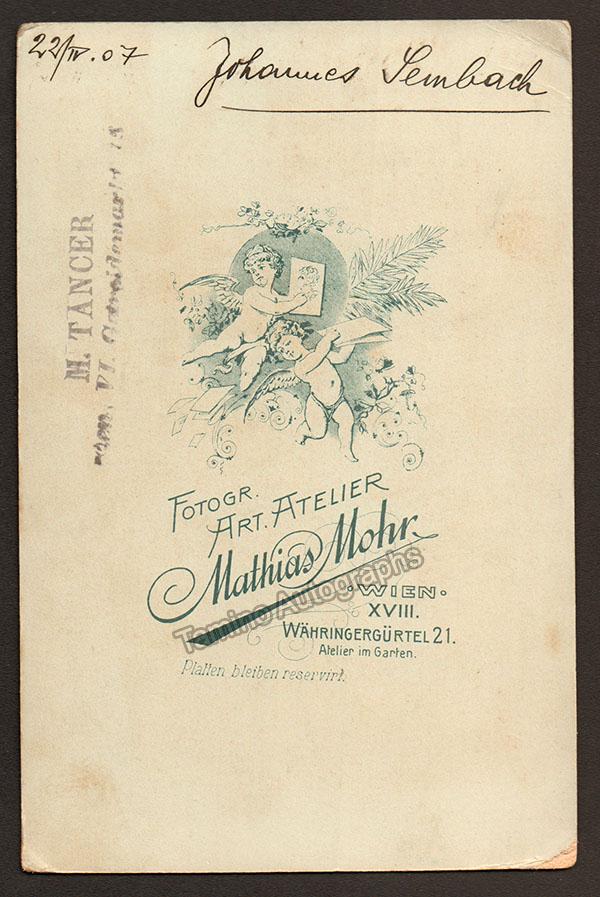 22/IV. 07
Johannes Sembach
M. TANCER
VI.
FOTOGR.
ART. ATELIER
Mathias Mohr.
WIEN
XVIII.
WÄHRINGERGÜRTEL 21.
Atelier im Garten.
Platten bleiben reservirt.
Tamino Autographs